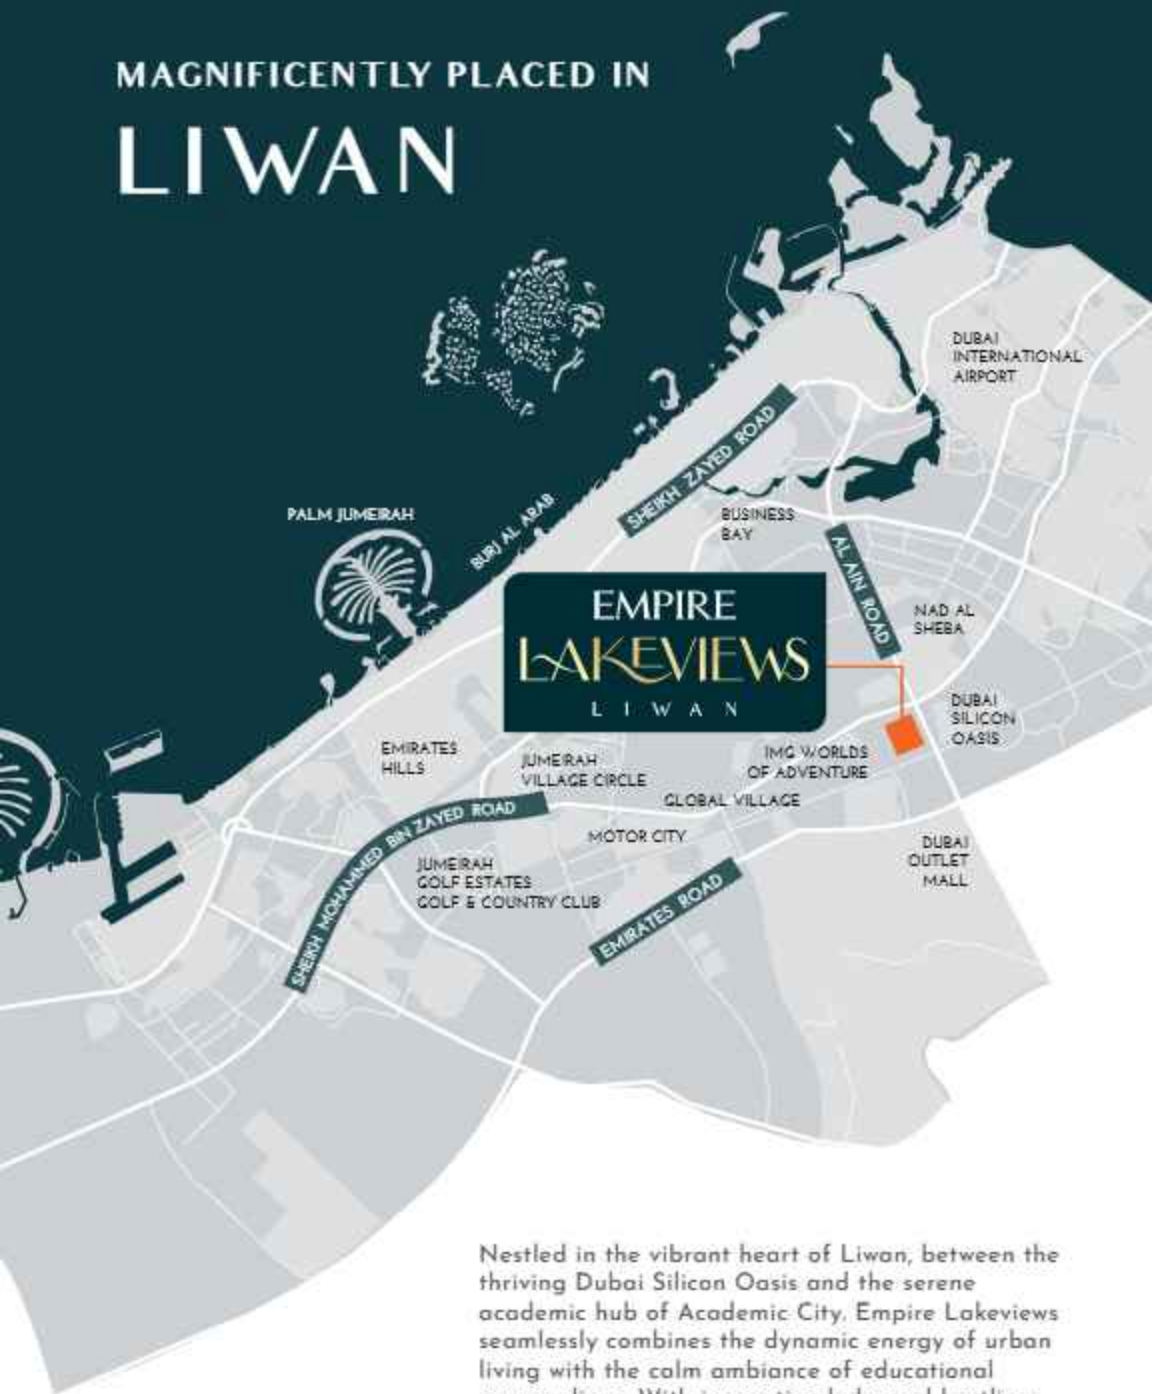 MAGNIFICENTLY PLACED IN
LIWAN
DUBAI
INTERNATIONAL
AIRPORT
SHEIKH ZAYED ROAD
PALM JUMEIRAH
BURJ AL ARAB
BUSINESS
BAY
AL AIN ROAD
EMPIRE
LAKEVIEWS
LIWAN
NAD AL
SHEBA
DUBAI
SILICON
OASIS
EMIRATES
HILLS
JUMEIRAH
VILLAGE CIRCLE
IMG WORLDS
OF ADVENTURE
GLOBAL VILLAGE
SHEIKH MOHAMMED BIN ZAYED ROAD
MOTOR CITY
DUBAI
OUTLET
MALL
JUMEIRAH
GOLF ESTATES
GOLF & COUNTRY CLUB
EMIRATES ROAD
Nestled in the vibrant heart of Liwan, between the
thriving Dubai Silicon Oasis and the serene
academic hub of Academic City. Empire Lakeviews
seamlessly combines the dynamic energy of urban
living with the calm ambiance of educational